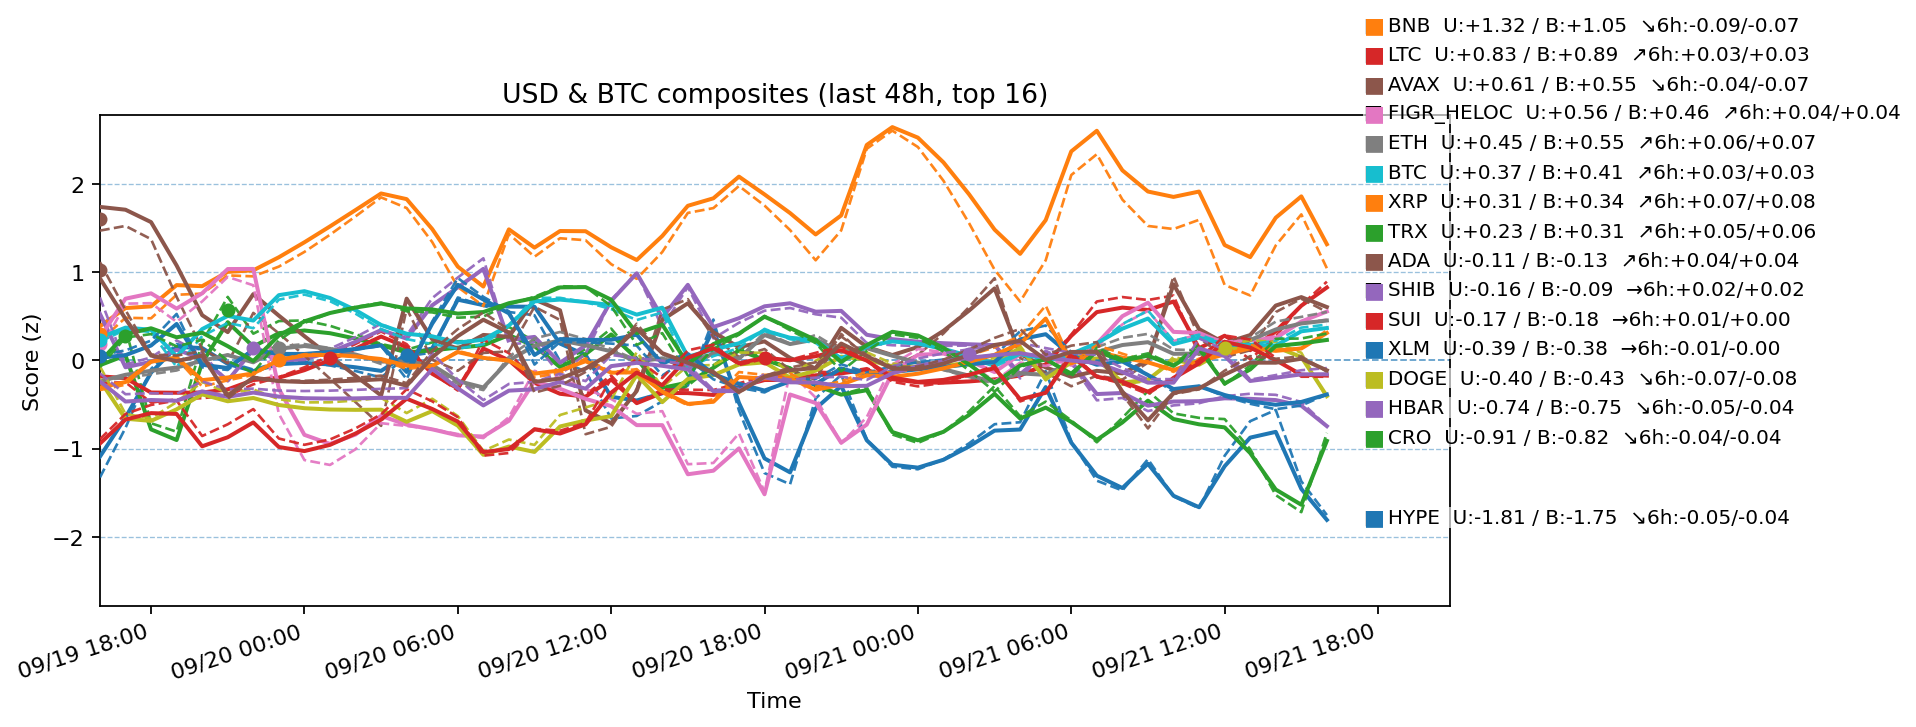 BNB U:+1.32 / B:+1.05 ↘6h:-0.09/-0.07
LTC U:+0.83 / B:+0.89 ↗6h:+0.03/+0.03
USD & BTC composites (last 48h, top 16)
AVAX U:+0.61 / B:+0.55 ↘6h:-0.04/-0.07
FIGR_HELOC U:+0.56 / B:+0.46 ↗6h:+0.04/+0.04
ETH U:+0.45 / B:+0.55 ↗6h:+0.06/+0.07
BTC U:+0.37 / B:+0.41 ↗6h:+0.03/+0.03
XRP U:+0.31 / B:+0.34 ↗6h:+0.07/+0.08
TRX U:+0.23 / B:+0.31 ↗6h:+0.05/+0.06
ADA U:-0.11 / B:-0.13 ↗6h:+0.04/+0.04
SHIB U:-0.16 / B:-0.09 →6h:+0.02/+0.02
SUI U:-0.17 / B:-0.18 →6h:+0.01/+0.00
XLM U:-0.39 / B:-0.38 →6h:-0.01/-0.00
DOGE U:-0.40 / B:-0.43 ↘6h:-0.07/-0.08
HBAR U:-0.74 / B:-0.75 ↘6h:-0.05/-0.04
CRO U:-0.91 / B:-0.82 ↘6h:-0.04/-0.04
HYPE U:-1.81 / B:-1.75 ↘6h:-0.05/-0.04
Score (z)
2
1
0
−1
−2
09/19 18:00
09/20 00:00
09/20 06:00
09/20 12:00
09/20 18:00
09/21 00:00
09/21 06:00
09/21 12:00
09/21 18:00
Time